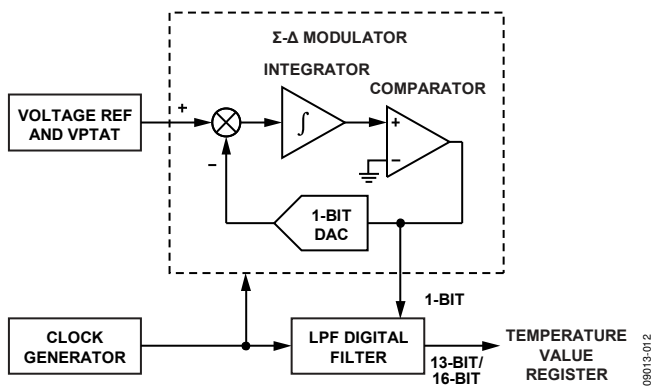 Σ-Δ MODULATOR
INTEGRATOR
COMPARATOR
VOLTAGE REF
AND VPTAT
+
−
∫
+
−
1-BIT
DAC
1-BIT
CLOCK
GENERATOR
LPF DIGITAL
FILTER
13-BIT/
16-BIT
TEMPERATURE
VALUE
REGISTER
09013-012